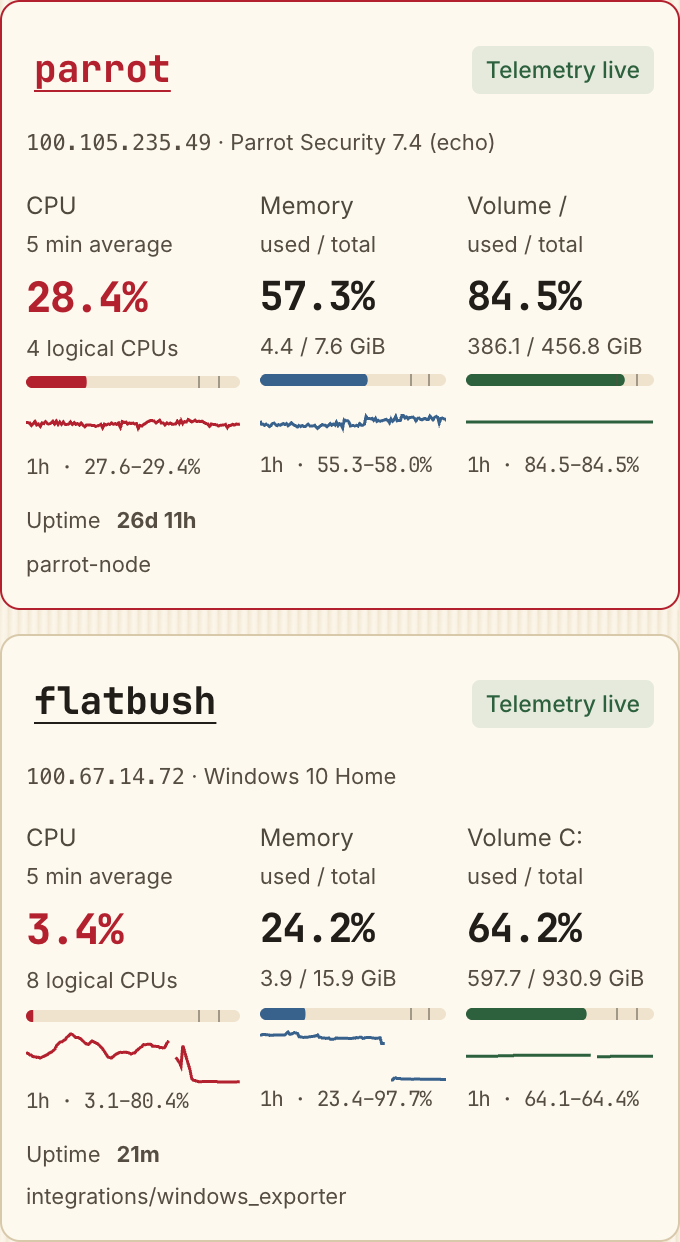 parrot
Telemetry live
100.105.235.49 · Parrot Security 7.4 (echo)
CPU
Memory
Volume /
5 min average
used / total
used / total
28.4%
57.3%
84.5%
4 logical CPUs
4.4 / 7.6 GiB
386.1 / 456.8 GiB
1h · 27.6–29.4%
1h · 55.3–58.0%
1h · 84.5–84.5%
Uptime 26d 11h
parrot-node
flatbush
Telemetry live
100.67.14.72 · Windows 10 Home
CPU
Memory
Volume C:
5 min average
used / total
used / total
3.4%
24.2%
64.2%
8 logical CPUs
3.9 / 15.9 GiB
597.7 / 930.9 GiB
1h · 3.1–80.4%
1h · 23.4–97.7%
1h · 64.1–64.4%
Uptime 21m
integrations/windows_exporter